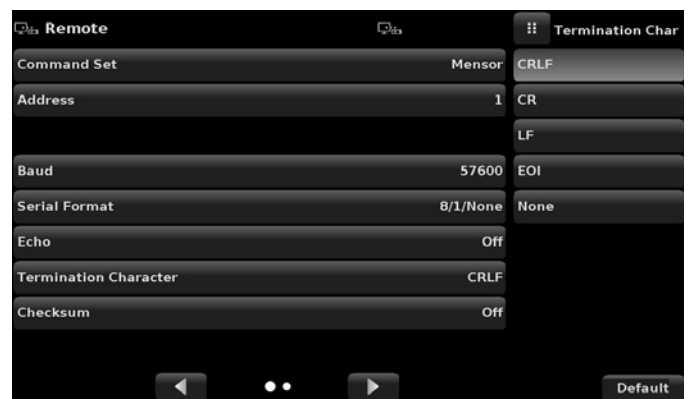 Remote
Command Set Mensor
Address 1
Baud 57600
Serial Format 8/1/None
Echo Off
Termination Character CRLF
Checksum Off
Termination Char
CRLF
CR
LF
EOI
None
Default